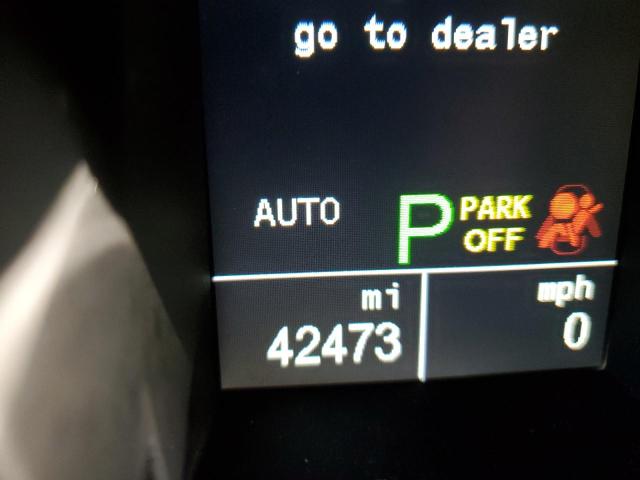 go to dealer
AUTO P PARK OFF
mi mph
42473 0